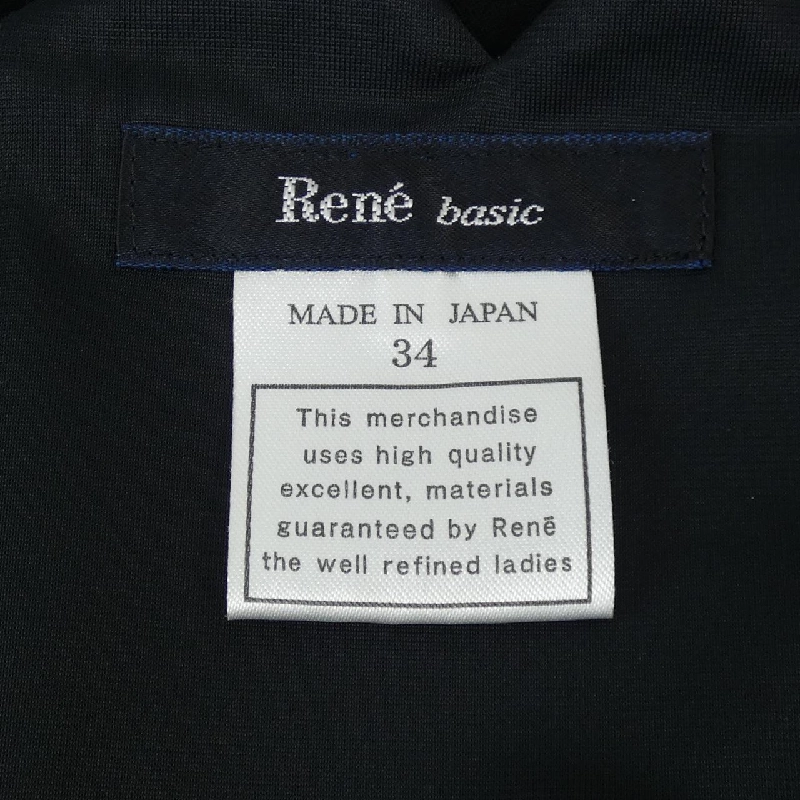 René basic
MADE IN JAPAN
34
This merchandise
uses high quality
excellent, materials
guaranteed by Renē
the well refined ladies